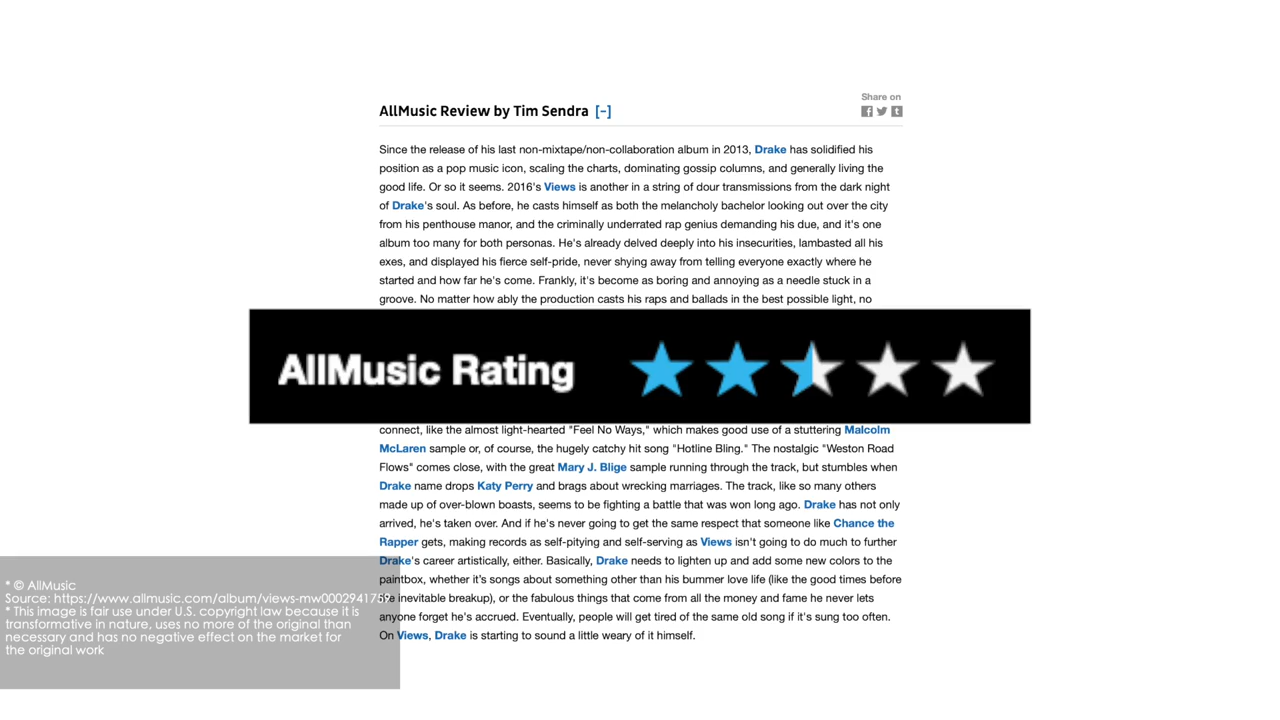 Share on
AllMusic Review by Tim Sendra [-]
Since the release of his last non-mixtape/non-collaboration album in 2013, Drake has solidified his
position as a pop music icon, scaling the charts, dominating gossip columns, and generally living the
good life. Or so it seems. 2016's Views is another in a string of dour transmissions from the dark night
of Drake's soul. As before, he casts himself as both the melancholy bachelor looking out over the city
from his penthouse manor, and the criminally underrated rap genius demanding his due, and it's one
album too many for both personas. He's already delved deeply into his insecurities, lambasted all his
exes, and displayed his fierce self-pride, never shying away from telling everyone exactly where he
started and how far he's come. Frankly, it's become as boring and annoying as a needle stuck in a
groove. No matter how ably the production casts his raps and ballads in the best possible light, no
AllMusic Rating
connect, like the almost light-hearted "Feel No Ways," which makes good use of a stuttering Malcolm
McLaren sample or, of course, the hugely catchy hit song "Hotline Bling." The nostalgic "Weston Road
Flows" comes close, with the great Mary J. Blige sample running through the track, but stumbles when
Drake name drops Katy Perry and brags about wrecking marriages. The track, like so many others
made up of over-blown boasts, seems to be fighting a battle that was won long ago. Drake has not only
arrived, he's taken over. And if he's never going to get the same respect that someone like Chance the
Rapper gets, making records as self-pitying and self-serving as Views isn't going to do much to further
Drake's career artistically, either. Basically, Drake needs to lighten up and add some new colors to the
paintbox, whether it's songs about something other than his bummer love life (like the good times before
inevitable breakup), or the fabulous things that come from all the money and fame he never lets
anyone forget he's accrued. Eventually, people will get tired of the same old song if it's sung too often.
On Views, Drake is starting to sound a little weary of it himself.
* © AllMusic
Source: https://www.allmusic.com/album/views-mw0002941759
* This image is fair use under U.S. copyright law because it is
transformative in nature, uses no more of the original than
necessary and has no negative effect on the market for
the original work